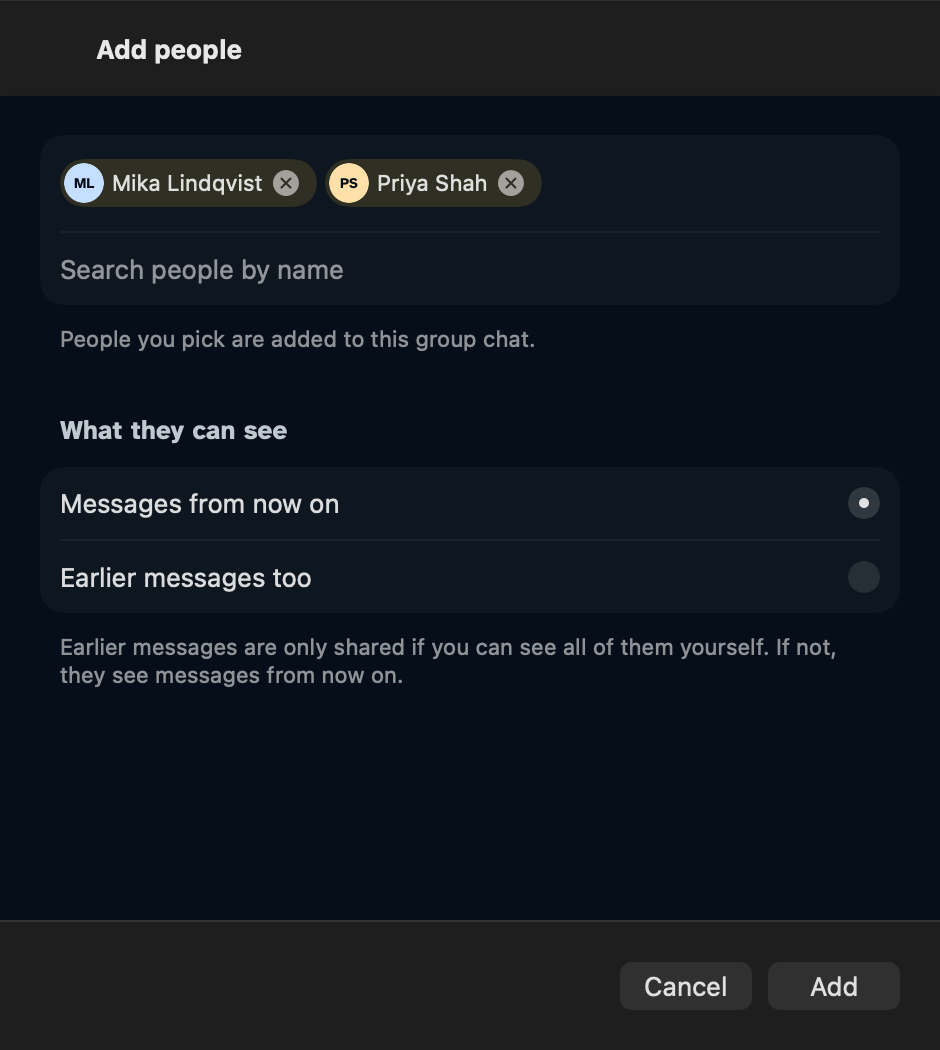 Add people
ML Mika Lindqvist PS Priya Shah
Search people by name
People you pick are added to this group chat.
What they can see
Messages from now on
Earlier messages too
Earlier messages are only shared if you can see all of them yourself. If not,
they see messages from now on.
Cancel Add